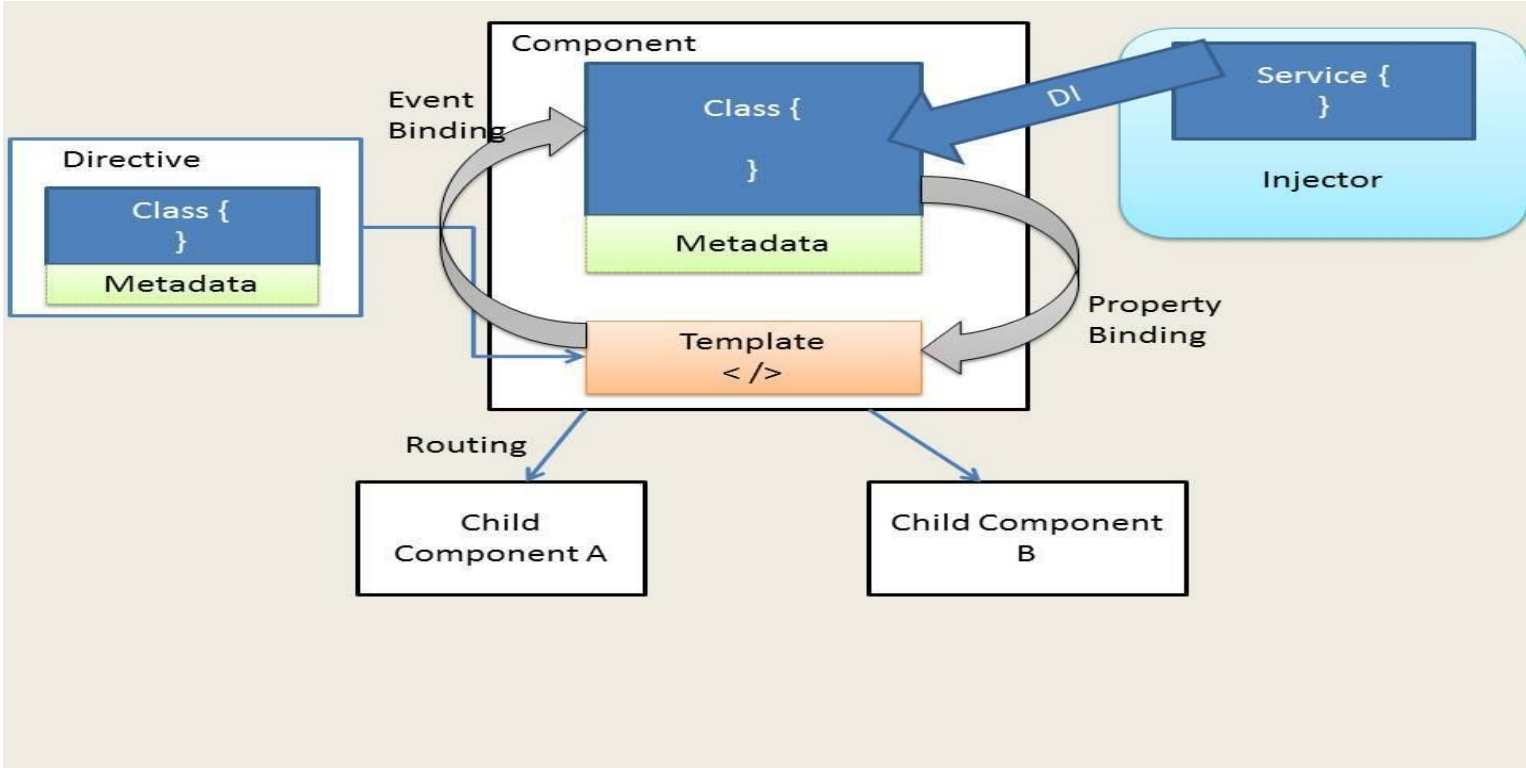 Component
Class {
}
Metadata
Template
< />
Event
Binding
Property
Binding
DI
Service {
}
Injector
Directive
Class {
}
Metadata
Routing
Child
Component A
Child Component
B